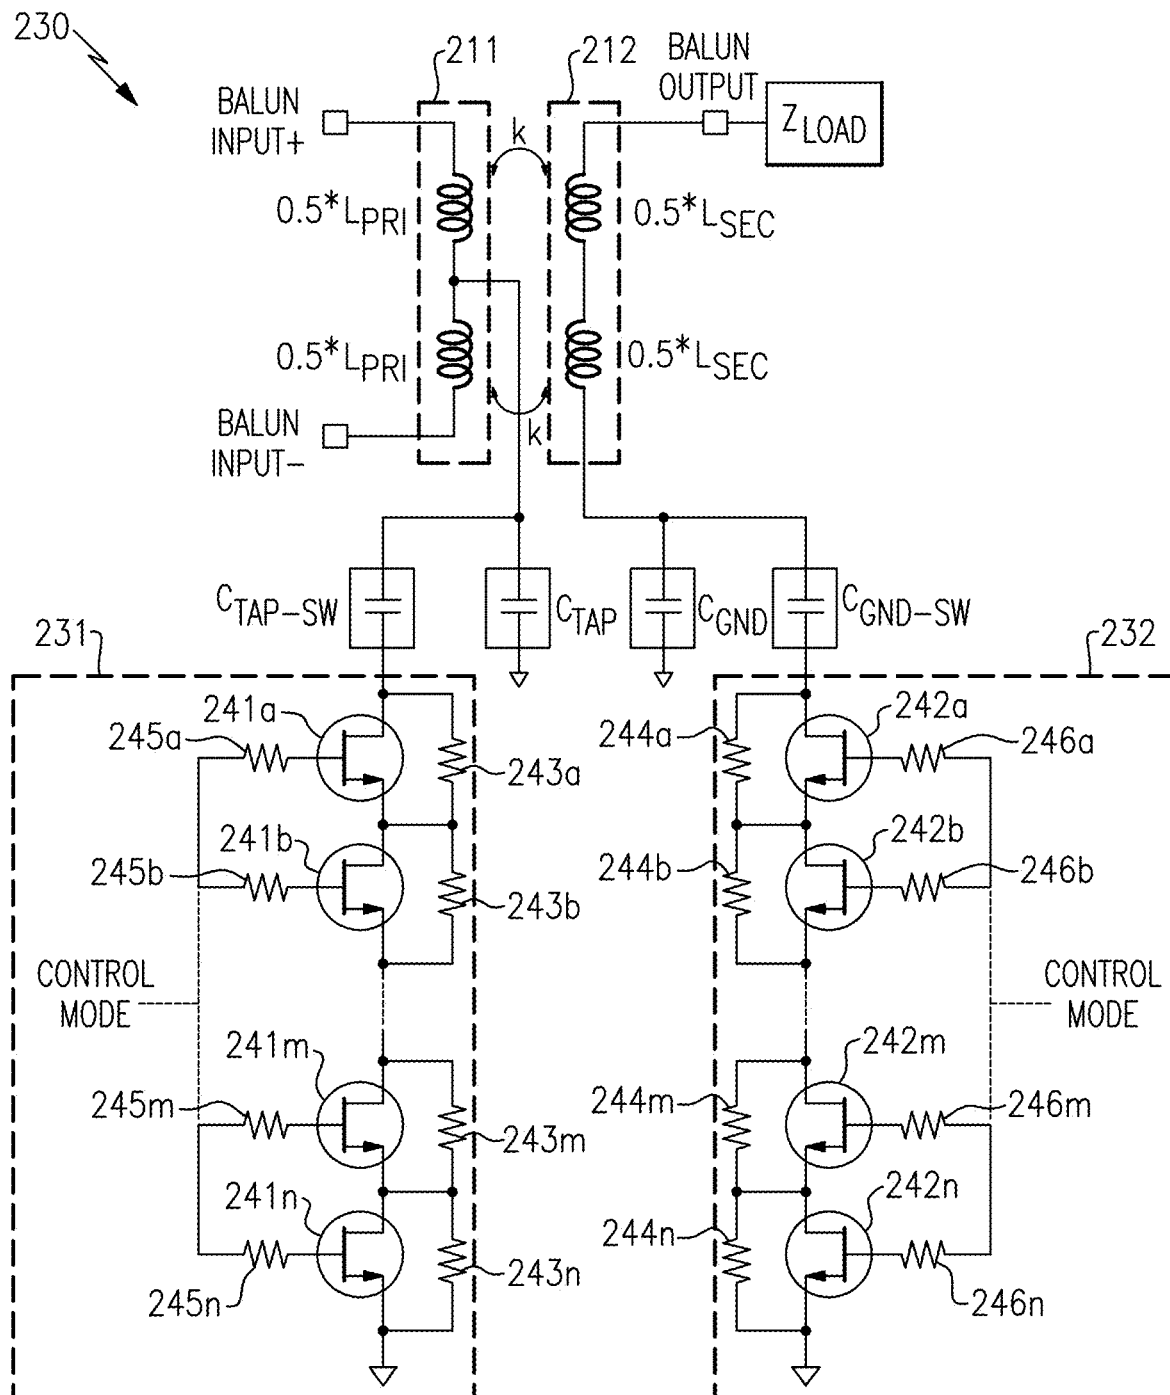 230
211
212
BALUN
OUTPUT
BALUN
INPUT+
Z LOAD
k
0.5*LPRI
0.5*LSEC
0.5*LPRI
0.5*LSEC
BALUN
INPUT−
k
CTAP−SW
CTAP
CGND
CGND−SW
231
232
241a
242a
245a
244a
246a
243a
241b
242b
245b
244b
246b
243b
CONTROL
MODE
CONTROL
MODE
241m
242m
245m
244m
246m
243m
241n
242n
244n
243n
245n
246n